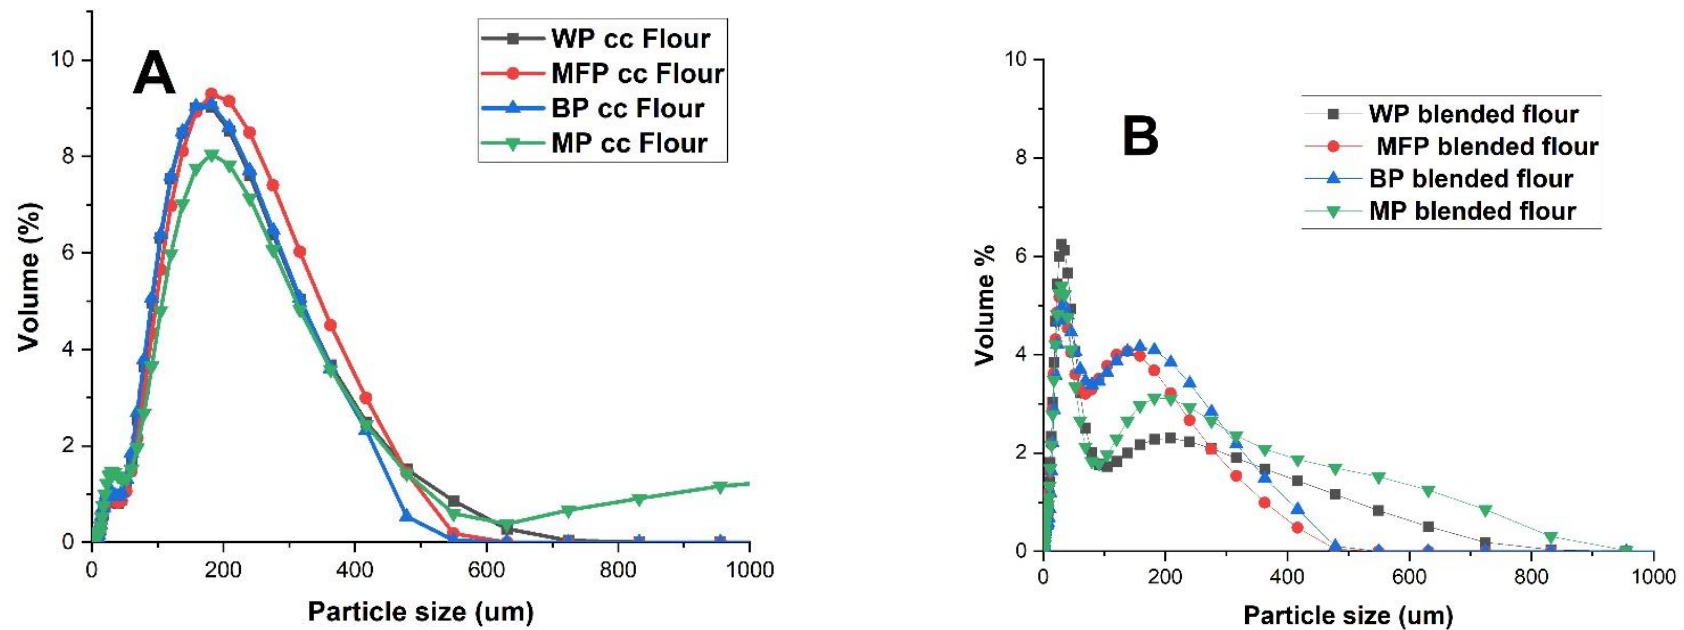 A
WP cc Flour
MFP cc Flour
BP cc Flour
MP cc Flour
Volume (%)
10
8
6
4
2
0
0 200 400 600 800 1000
Particle size (um)
B
WP blended flour
MFP blended flour
BP blended flour
MP blended flour
Volume %
10
8
6
4
2
0
0 200 400 600 800 1000
Particle size (um)